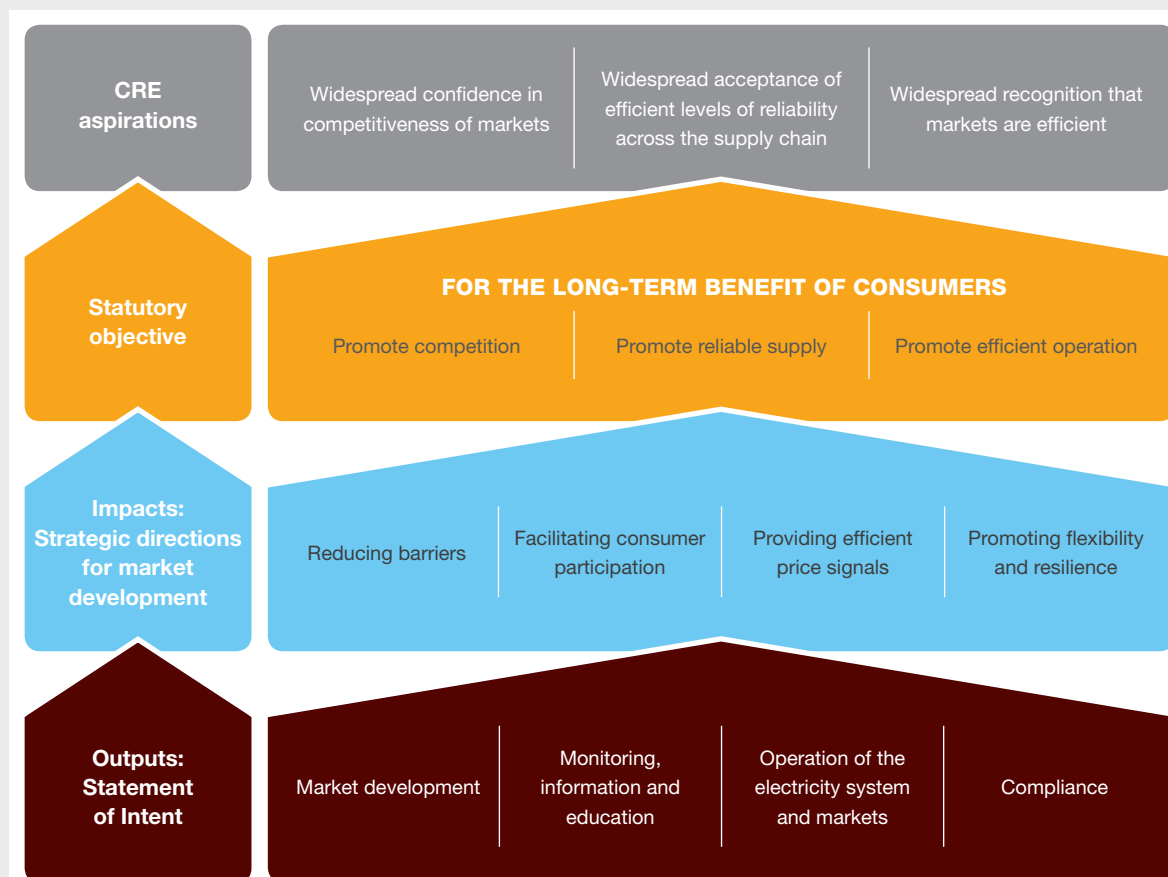 CRE
aspirations
Widespread confidence in
competitiveness of markets
Widespread acceptance of
efficient levels of reliability
across the supply chain
Widespread recognition that
markets are efficient
Statutory
objective
FOR THE LONG-TERM BENEFIT OF CONSUMERS
Promote competition
Promote reliable supply
Promote efficient operation
Impacts:
Strategic directions
for market
development
Reducing barriers
Facilitating consumer
participation
Providing efficient
price signals
Promoting flexibility
and resilience
Outputs:
Statement
of Intent
Market development
Monitoring,
information and
education
Operation of the
electricity system
and markets
Compliance